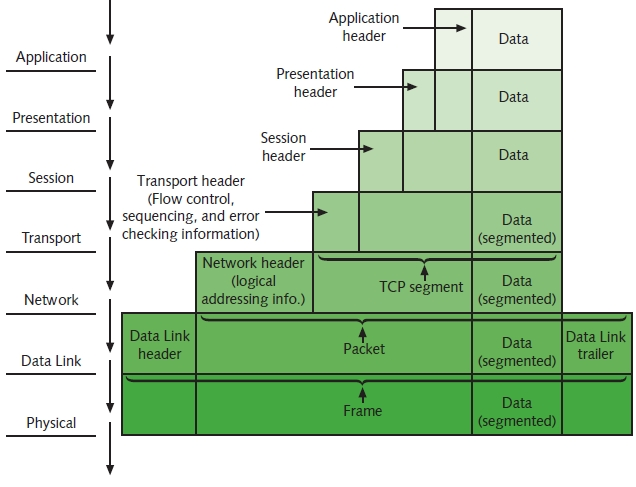 Application
header
Data
Application
Presentation
header
Data
Presentation
Session
header
Data
Session
Transport header
(Flow control,
sequencing, and error
checking information)
Data
(segmented)
Transport
Network header
(logical
addressing info.)
TCP segment
Data
(segmented)
Network
Data Link
header
Packet
Data
(segmented)
Data Link
trailer
Data Link
Frame
Data
(segmented)
Physical